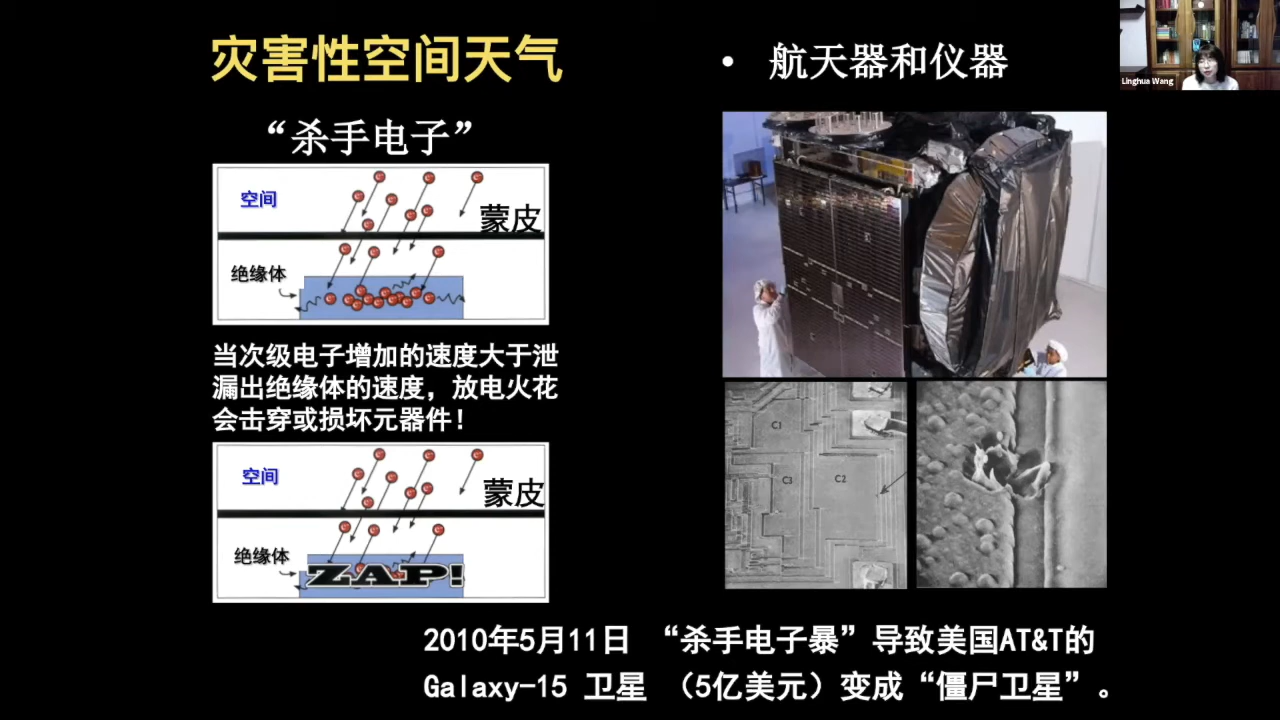 灾害性空间天气
“杀手电子”
空间
蒙皮
绝缘体
当次级电子增加的速度大于泄
漏出绝缘体的速度，放电火花
会击穿或损坏元器件！
空间
蒙皮
绝缘体
ZAP!
• 航天器和仪器
C1
C3
C2
2010年5月11日 “杀手电子暴”导致美国AT&T的
Galaxy-15 卫星 （5亿美元）变成“僵尸卫星”。
Linghua Wang